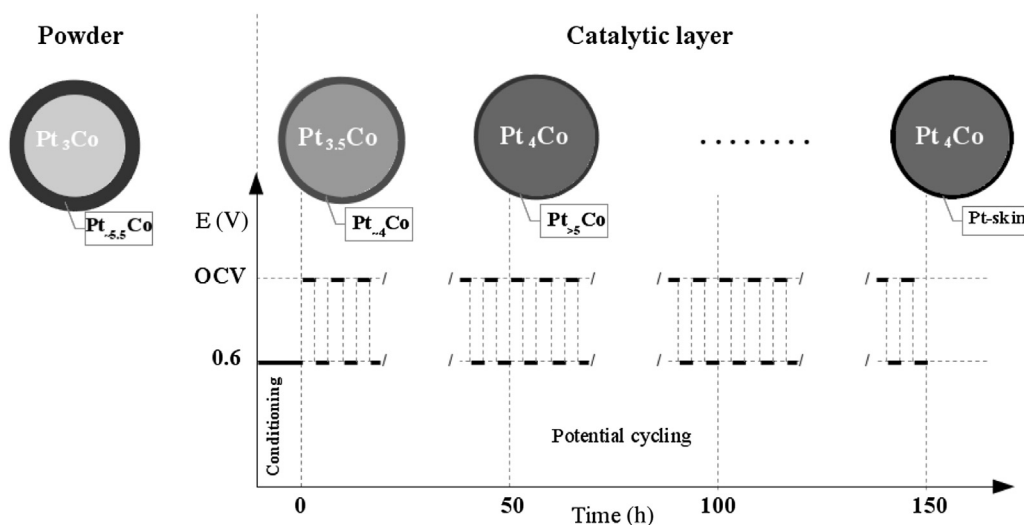 Powder
Catalytic layer
Pt3Co
Pt3.5Co
Pt4Co
Pt4Co
Pt~5.5Co
Pt~4Co
Pt>5Co
Pt-skin
E (V)
OCV
0.6
Conditioning
Potential cycling
0 50 100 150
Time (h)